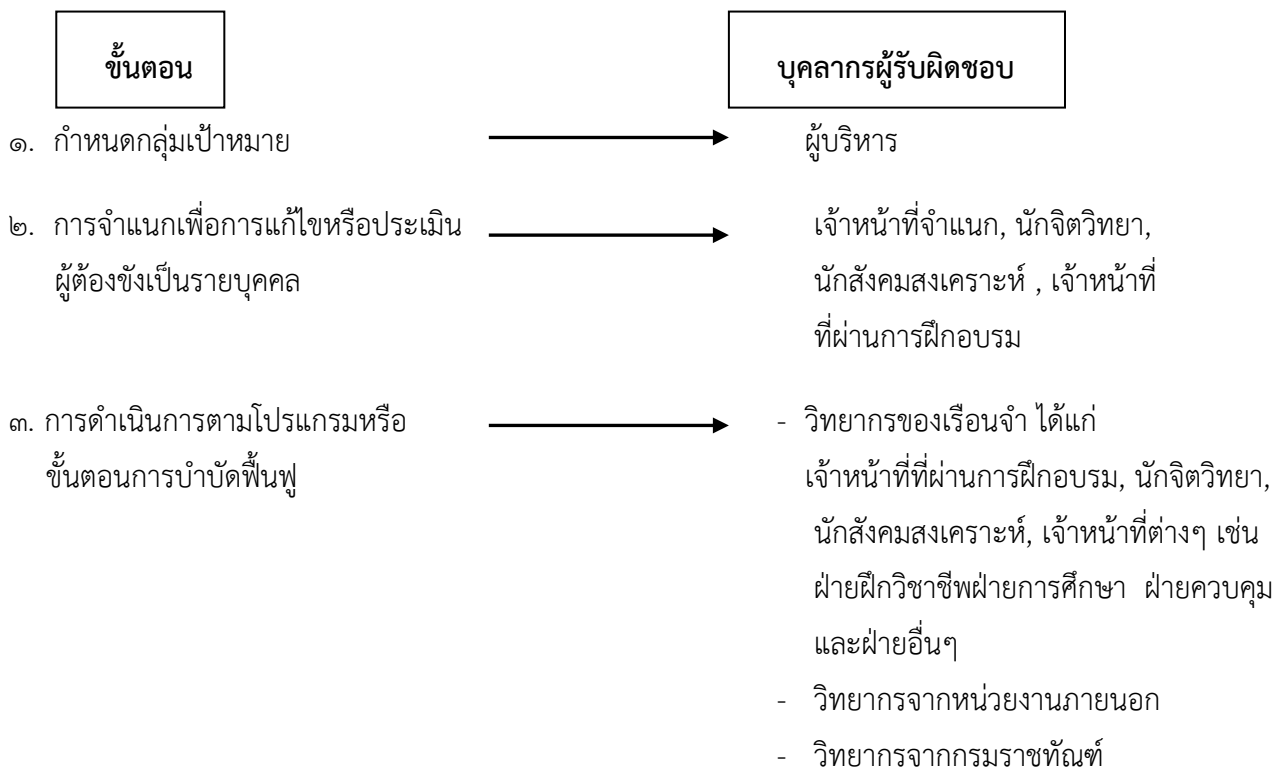 ขั้นตอน บุคลากรผู้รับผิดชอบ
๑. กำหนดกลุ่มเป้าหมาย ผู้บริหาร
๒. การจำแนกเพื่อการแก้ไขหรือประเมิน เจ้าหน้าที่จำแนก, นักจิตวิทยา,
ผู้ต้องขังเป็นรายบุคคล นักสังคมสงเคราะห์ , เจ้าหน้าที่
ที่ผ่านการฝึกอบรม
๓. การดำเนินการตามโปรแกรมหรือ - วิทยากรของเรือนจำ ได้แก่
ขั้นตอนการบำบัดฟื้นฟู เจ้าหน้าที่ที่ผ่านการฝึกอบรม, นักจิตวิทยา,
นักสังคมสงเคราะห์, เจ้าหน้าที่ต่างๆ เช่น
ฝ่ายฝึกวิชาชีพฝ่ายการศึกษา ฝ่ายควบคุม
และฝ่ายอื่นๆ
- วิทยากรจากหน่วยงานภายนอก
- วิทยากรจากกรมราชทัณฑ์